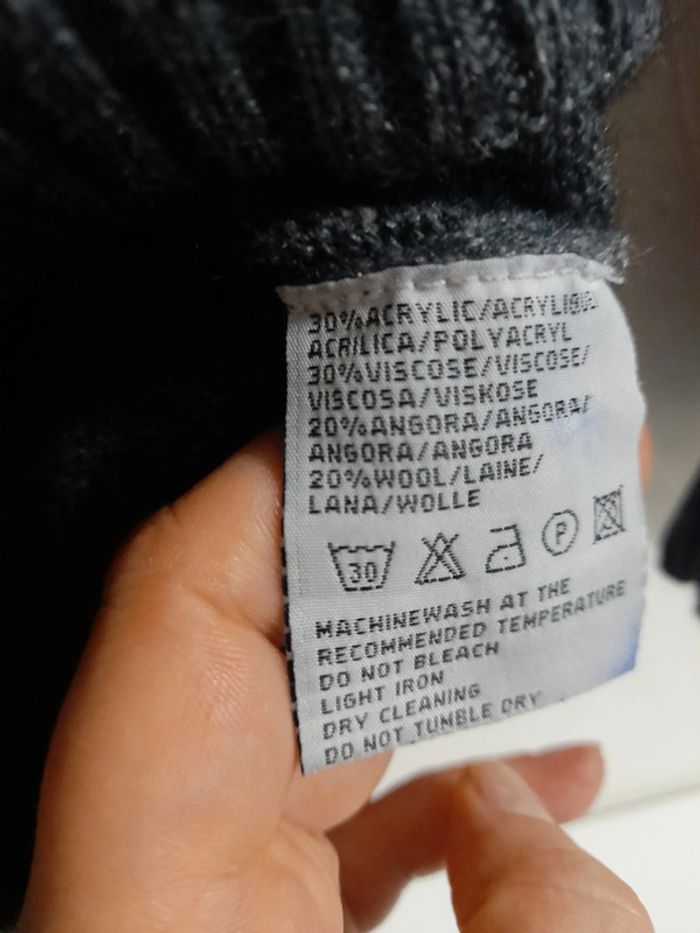 30%ACRYLIC/ACRYLIQUE
ACRILICA/POLYACRYL
30%VISCOSE/VISCOSE/
VISCOSA/VISKOSE
20%ANGORA/ANGORA/
ANGORA/ANGORA
20%WOOL/LAINE/
LANA/WOLLE
30 P
MACHINEWASH AT THE
RECOMMENDED TEMPERATURE
DO NOT BLEACH
LIGHT IRON
DRY CLEANING
DO NOT TUMBLE DRY